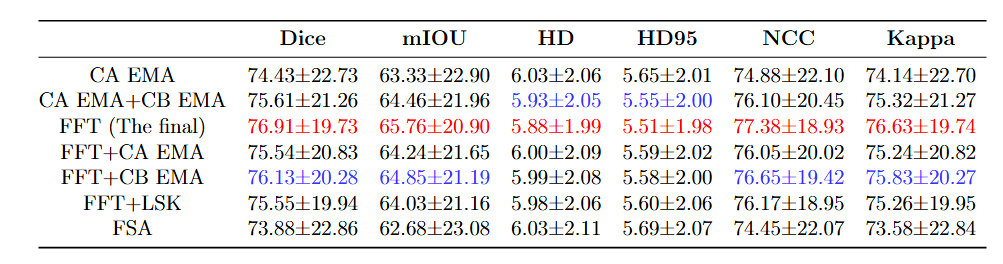 Dice mIOU HD HD95 NCC Kappa
CA EMA 74.43±22.73 63.33±22.90 6.03±2.06 5.65±2.01 74.88±22.10 74.14±22.70
CA EMA+CB EMA 75.61±21.26 64.46±21.96 5.93±2.05 5.55±2.00 76.10±20.45 75.32±21.27
FFT (The final) 76.91±19.73 65.76±20.90 5.88±1.99 5.51±1.98 77.38±18.93 76.63±19.74
FFT+CA EMA 75.54±20.83 64.24±21.65 6.00±2.09 5.59±2.02 76.05±20.02 75.24±20.82
FFT+CB EMA 76.13±20.28 64.85±21.19 5.99±2.08 5.58±2.00 76.65±19.42 75.83±20.27
FFT+LSK 75.55±19.94 64.03±21.16 5.98±2.06 5.60±2.06 76.17±18.95 75.26±19.95
FSA 73.88±22.86 62.68±23.08 6.03±2.11 5.69±2.07 74.45±22.07 73.58±22.84